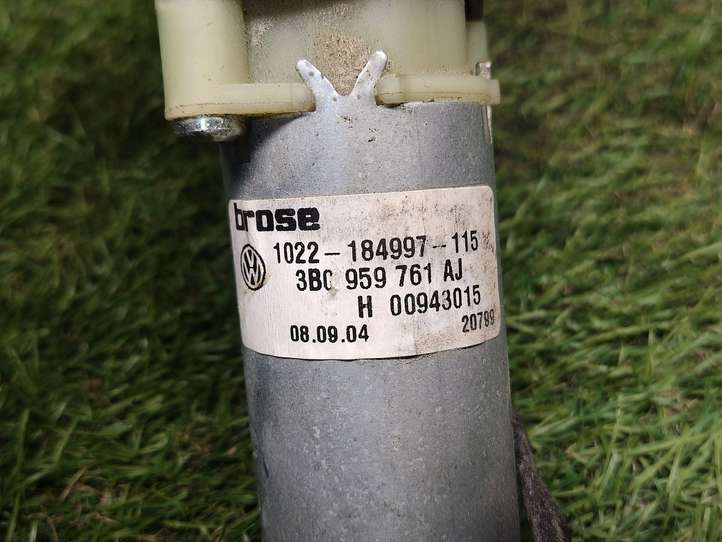 brose
1022-184997-115
3B0 959 761 AJ
H 00943015
08.09.04 20799